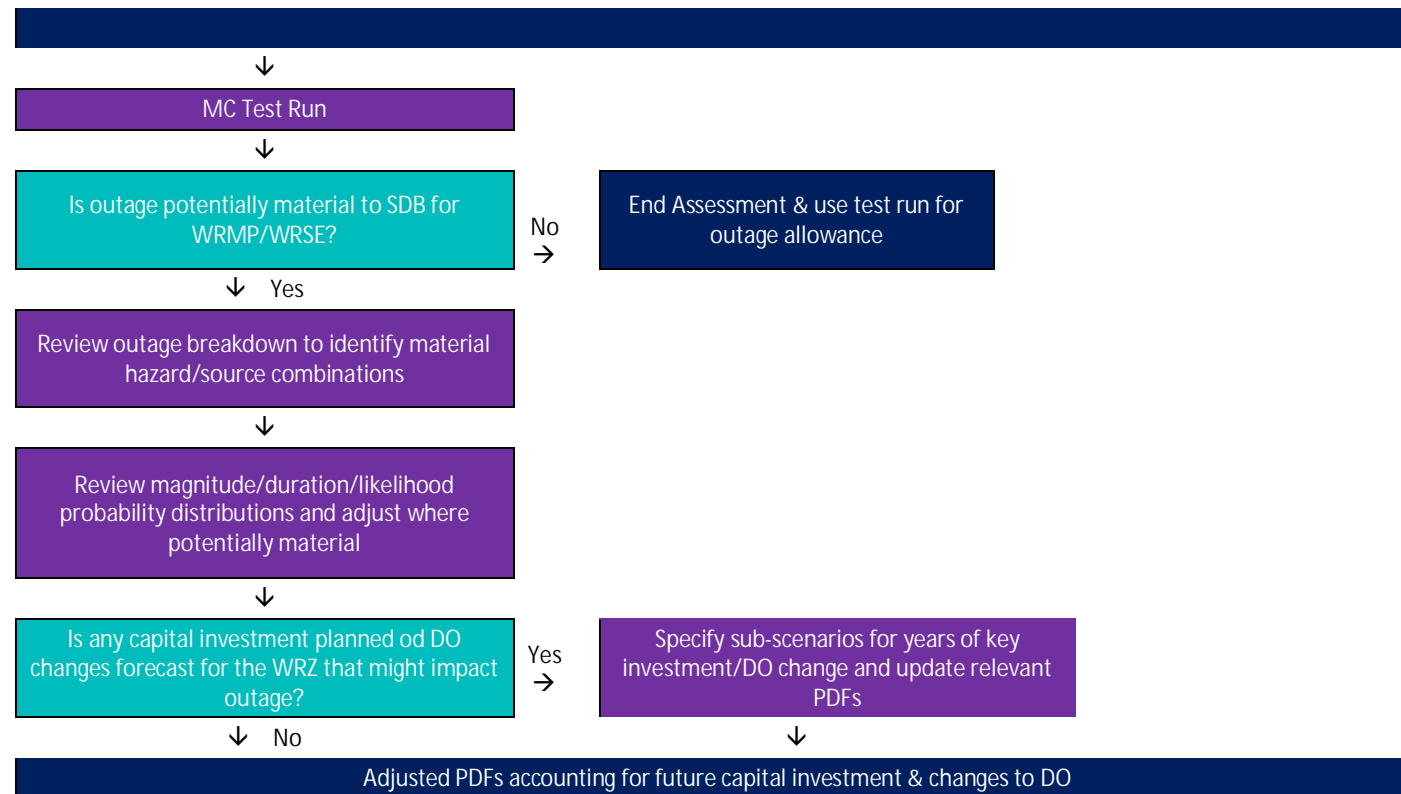 ↓
MC Test Run
↓
Is outage potentially material to SDB for
WRMP/WRSE?
No
→
End Assessment & use test run for
outage allowance
↓ Yes
Review outage breakdown to identify material
hazard/source combinations
↓
Review magnitude/duration/likelihood
probability distributions and adjust where
potentially material
↓
Is any capital investment planned od DO
changes forecast for the WRZ that might impact
outage?
Yes
→
Specify sub-scenarios for years of key
investment/DO change and update relevant
PDFs
↓ No
↓
Adjusted PDFs accounting for future capital investment & changes to DO